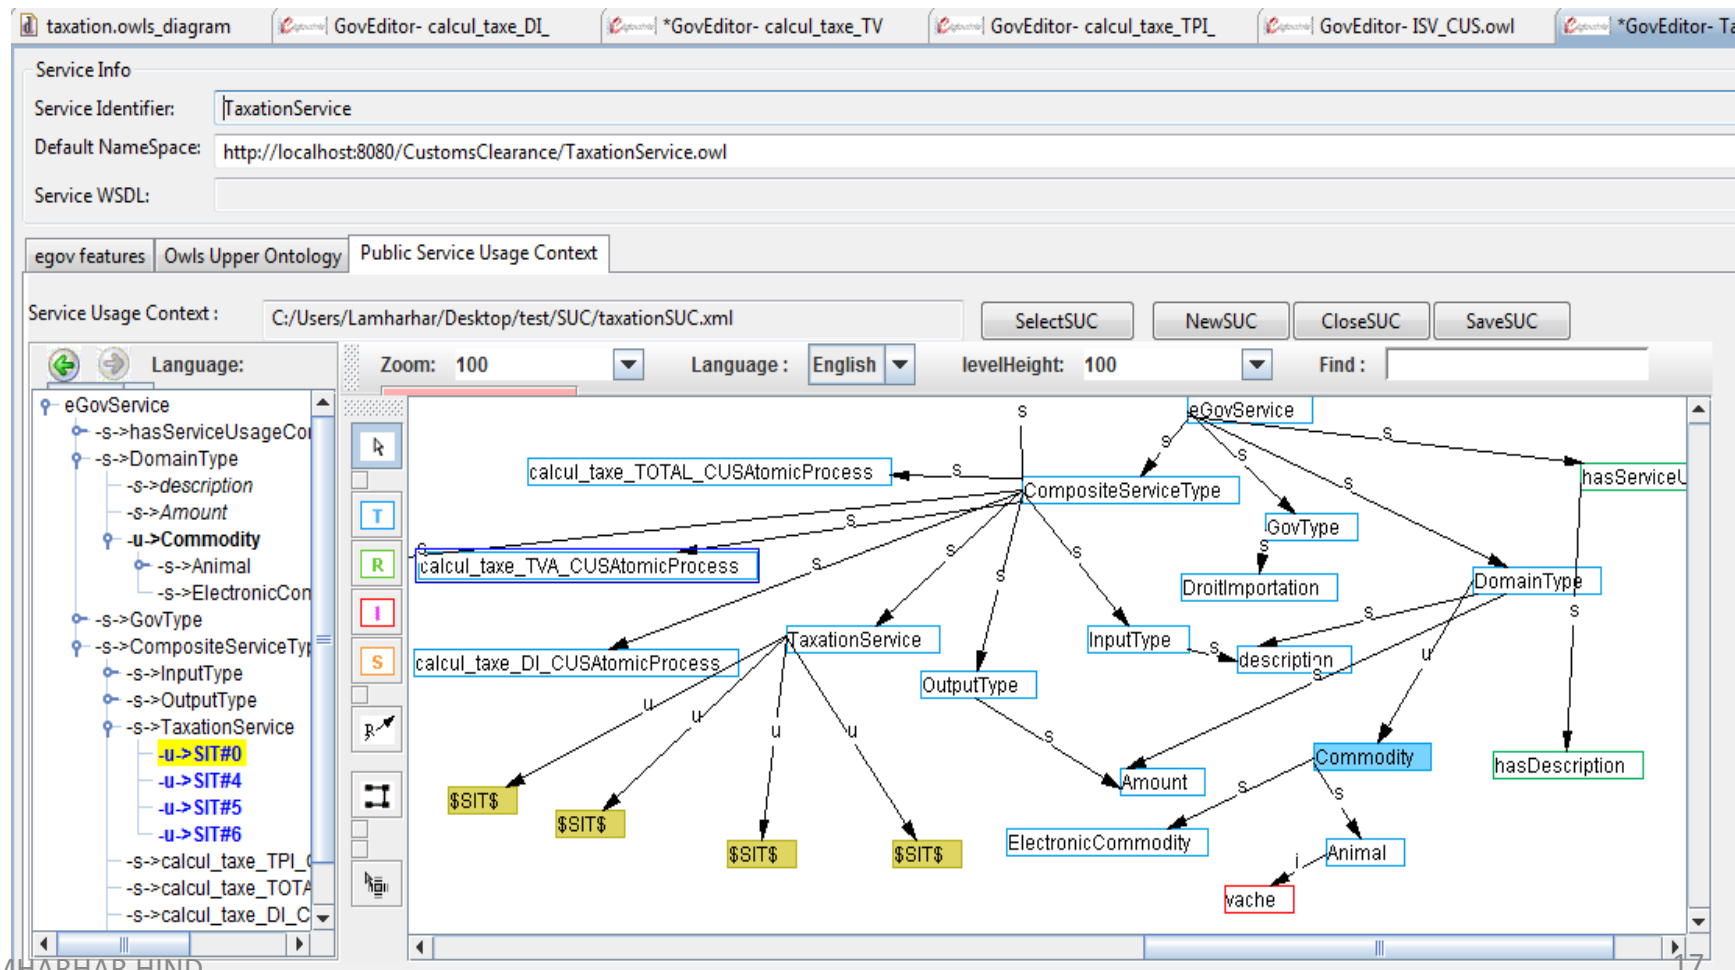 taxation.owls_diagram GovEditor- calcul_taxe_DI_ *GovEditor- calcul_taxe_TV GovEditor- calcul_taxe_TPI_ GovEditor- ISV_CUS.owl *GovEditor- Ta
Service Info
Service Identifier: TaxationService
Default NameSpace: http://localhost:8080/CustomsClearance/TaxationService.owl
Service WSDL:
egov features Owls Upper Ontology Public Service Usage Context
Service Usage Context : C:/Users/Lamharhar/Desktop/test/SUC/taxationSUC.xml SelectSUC NewSUC CloseSUC SaveSUC
Language: Zoom: 100 Language : English levelHeight: 100 Find :
eGovService
-s->hasServiceUsageCo
-s->DomainType
-s->description
-s->Amount
-u->Commodity
-s->Animal
-s->ElectronicCon
-s->GovType
-s->CompositeServiceTy
-s->InputType
-s->OutputType
-s->TaxationService
-u->SIT#0
-u->SIT#4
-u->SIT#5
-u->SIT#6
-s->calcul_taxe_TPI_
-s->calcul_taxe_TOTA
-s->calcul_taxe_DI_C
T
R
I
S
R
s eGovService
s
s
s
calcul_taxe_TOTAL_CUSAtomicProcess s
s
hasServiceU
CompositeServiceType
GovType
s
s
s
s
s
s
calcul_taxe_TVA_CUSAtomicProcess
s
s
DroitImportation
DomainType
s
s
TaxationService
InputType
s
description
calcul_taxe_DI_CUSAtomicProcess
u
s
OutputType
u
u
u
u
s
Commodity
hasDescription
Amount
s
s
$SIT$
$SIT$
$SIT$
$SIT$
ElectronicCommodity
Animal
i
vache
MHARHAR HIND
17